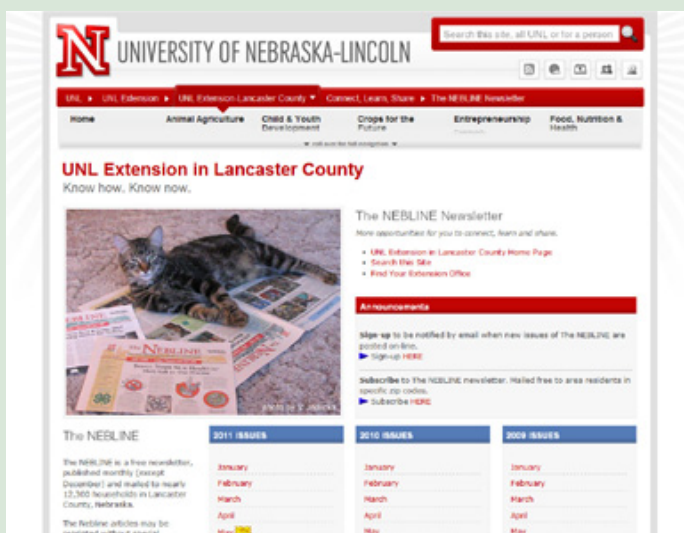 N UNIVERSITY OF NEBRASKA-LINCOLN
Search this site, all UNL or for a person
UNL ▸ UNL Extension ▸ UNL Extension-Lancaster County ▾ Connect, Learn, Share ▸ The NEBLINE Newsletter
Home
Animal Agriculture
Child & Youth
Development
Crops for the
Future
Entrepreneurship
Food, Nutrition &
Health
UNL Extension in Lancaster County
Know how. Know now.
NEBLINE
The NEBLINE Newsletter
More opportunities for you to connect, learn and share.
• UNL Extension in Lancaster County Home Page
• Search this Site
• Find Your Extension Office
Announcements
Sign-up to be notified by email when new issues of The NEBLINE are
posted on-line.
Sign-up HERE
Subscribe to The NEBLINE newsletter. Mailed free to area residents in
specific zip codes.
Subscribe HERE
The NEBLINE
The NEBLINE is a free newsletter,
published monthly (except
December) and mailed to nearly
12,300 households in Lancaster
County, Nebraska.
The Nebline articles may be
2011 ISSUES
January
February
March
April
May
2010 ISSUES
January
February
March
April
May
2009 ISSUES
January
February
March
April
May